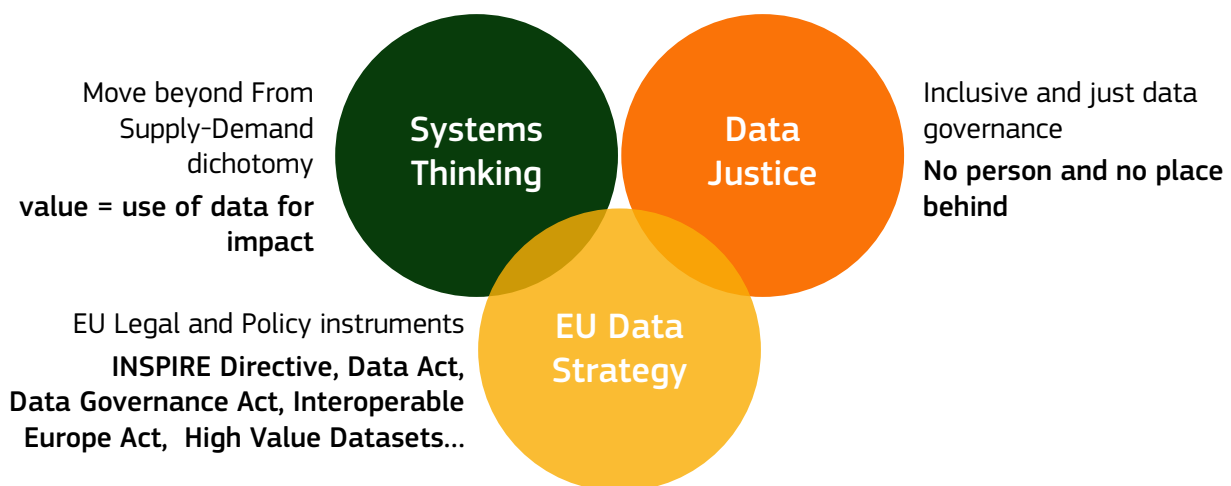 Move beyond From
Supply-Demand
dichotomy
value = use of data for
impact
Systems
Thinking
Data
Justice
Inclusive and just data
governance
No person and no place
behind
EU Legal and Policy instruments
INSPIRE Directive, Data Act,
Data Governance Act, Interoperable
Europe Act,  High Value Datasets...
EU Data
Strategy